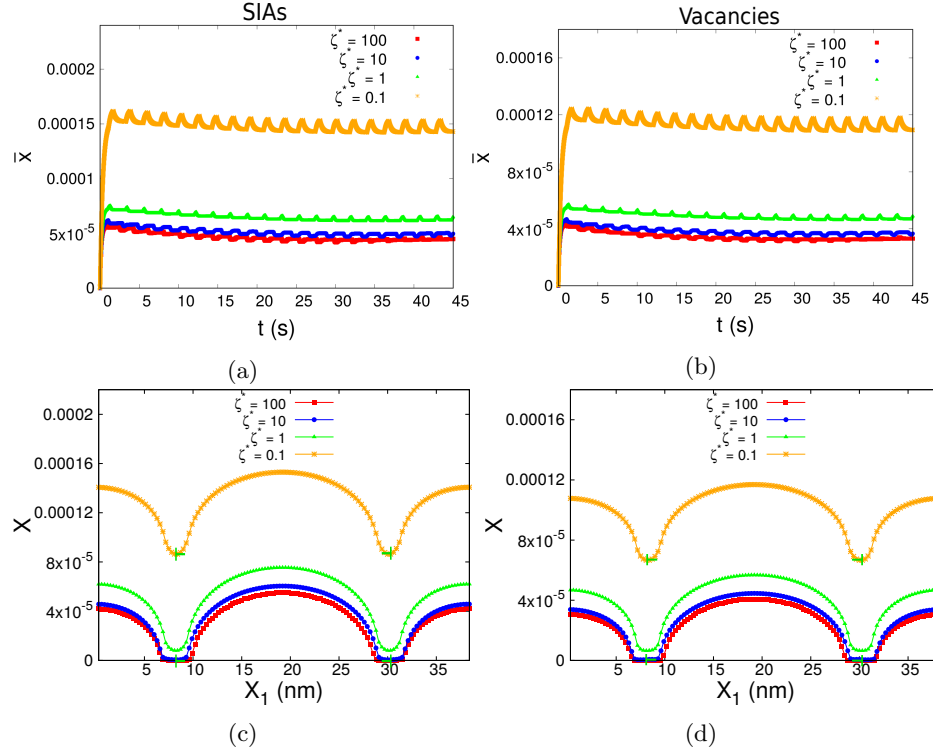 SIAs
ζ* = 100
ζ* = 10
ζ* = 1
ζ* = 0.1
0.0002
0.00015
0.0001
5x10-5
0
x̄
0 5 10 15 20 25 30 35 40 45
t (s)
(a)
Vacancies
ζ* = 100
ζ* = 10
ζ* = 1
ζ* = 0.1
0.00016
0.00012
8x10-5
4x10-5
0
x̄
0 5 10 15 20 25 30 35 40 45
t (s)
(b)
ζ* = 100
ζ* = 10
ζ* = 1
ζ* = 0.1
0.0002
0.00016
0.00012
8x10-5
4x10-5
0
X
5 10 15 20 25 30 35
X1 (nm)
(c)
ζ* = 100
ζ* = 10
ζ* = 1
ζ* = 0.1
0.00016
0.00012
8x10-5
4x10-5
0
X
5 10 15 20 25 30 35
X1 (nm)
(d)